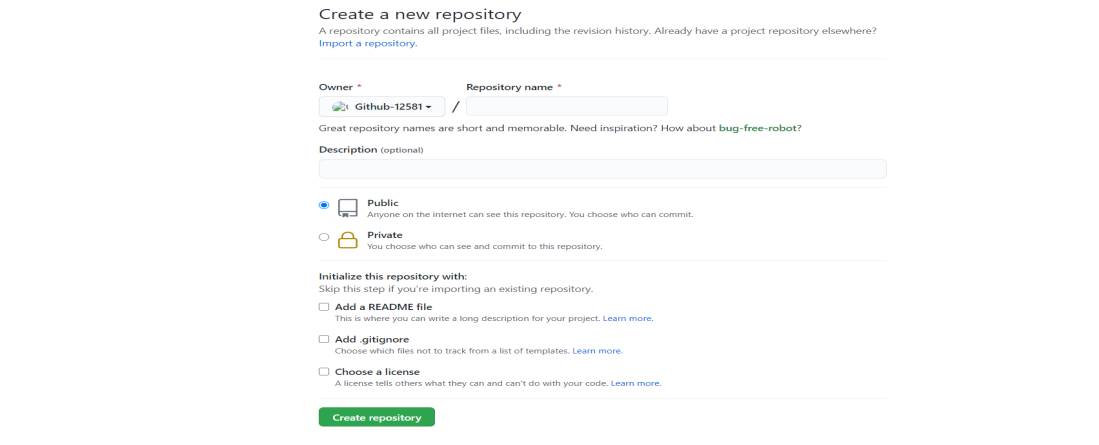 Create a new repository
A repository contains all project files, including the revision history. Already have a project repository elsewhere?
Import a repository.
Owner * Repository name *
Github-12581 /
Great repository names are short and memorable. Need inspiration? How about bug-free-robot?
Description (optional)
Public
Anyone on the internet can see this repository. You choose who can commit.
Private
You choose who can see and commit to this repository.
Initialize this repository with:
Skip this step if you're importing an existing repository.
Add a README file
This is where you can write a long description for your project. Learn more.
Add .gitignore
Choose which files not to track from a list of templates. Learn more.
Choose a license
A license tells others what they can and can't do with your code. Learn more.
Create repository